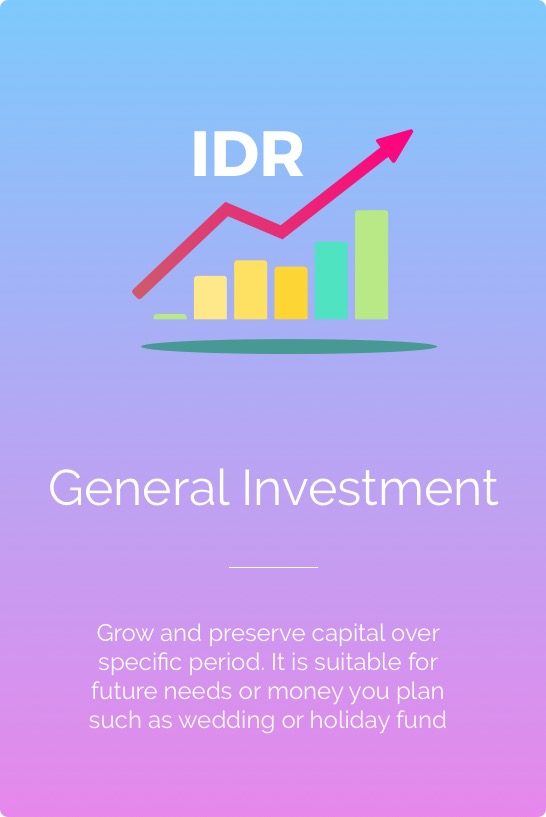 IDR
General Investment
Grow and preserve capital over
specific period. It is suitable for
future needs or money you plan
such as wedding or holiday fund